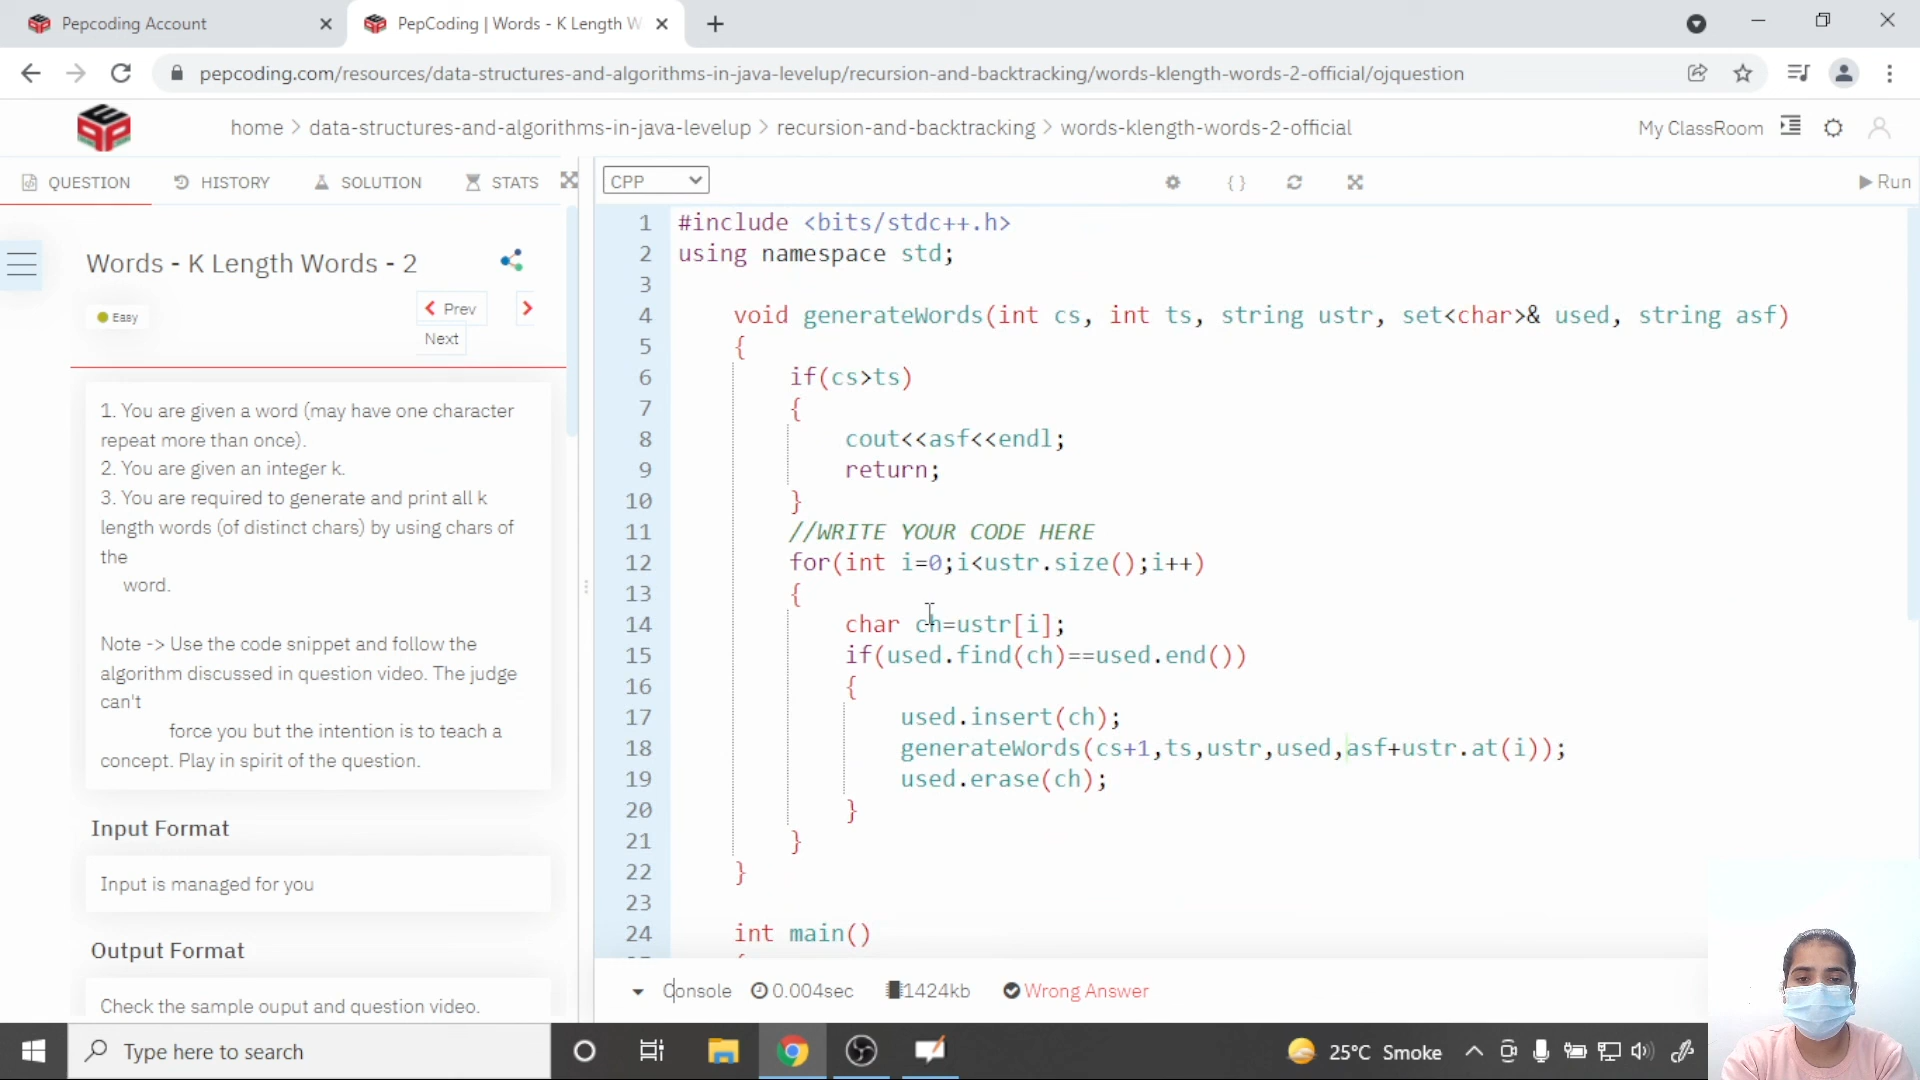 Pepcoding Account
PepCoding | Words - K Length W
pepcoding.com/resources/data-structures-and-algorithms-in-java-levelup/recursion-and-backtracking/words-klength-words-2-official/ojquestion
home > data-structures-and-algorithms-in-java-levelup > recursion-and-backtracking > words-klength-words-2-official
My ClassRoom
QUESTION
HISTORY
SOLUTION
STATS
CPP
{ }
Run
Words - K Length Words - 2
Easy
Prev
Next
1. You are given a word (may have one character
repeat more than once).
2. You are given an integer k.
3. You are required to generate and print all k
length words (of distinct chars) by using chars of
the
word.
Note -> Use the code snippet and follow the
algorithm discussed in question video. The judge
can't
force you but the intention is to teach a
concept. Play in spirit of the question.
Input Format
Input is managed for you
Output Format
Check the sample ouput and question video.
1 #include <bits/stdc++.h>
2 using namespace std;
3
4 void generateWords(int cs, int ts, string ustr, set<char>& used, string asf)
5 {
6 if(cs>ts)
7 {
8 cout<<asf<<endl;
9 return;
10 }
11 //WRITE YOUR CODE HERE
12 for(int i=0;i<ustr.size();i++)
13 {
14 char ch=ustr[i];
15 if(used.find(ch)==used.end())
16 {
17 used.insert(ch);
18 generateWords(cs+1,ts,ustr,used,asf+ustr.at(i));
19 used.erase(ch);
20 }
21 }
22 }
23
24 int main()
Console 0.004sec 1424kb Wrong Answer
Type here to search
25°C Smoke